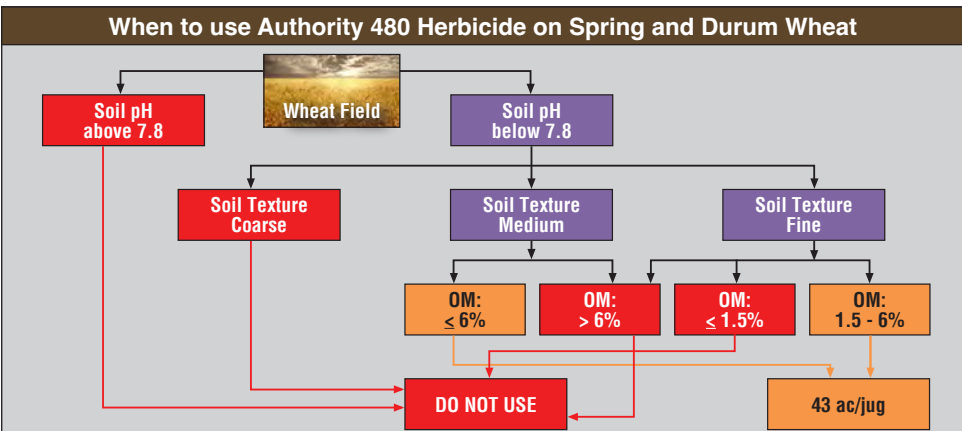 When to use Authority 480 Herbicide on Spring and Durum Wheat
Wheat Field
Soil pH
above 7.8
Soil pH
below 7.8
Soil Texture
Coarse
Soil Texture
Medium
Soil Texture
Fine
OM:
≤ 6%
OM:
> 6%
OM:
≤ 1.5%
OM:
1.5 - 6%
DO NOT USE
43 ac/jug